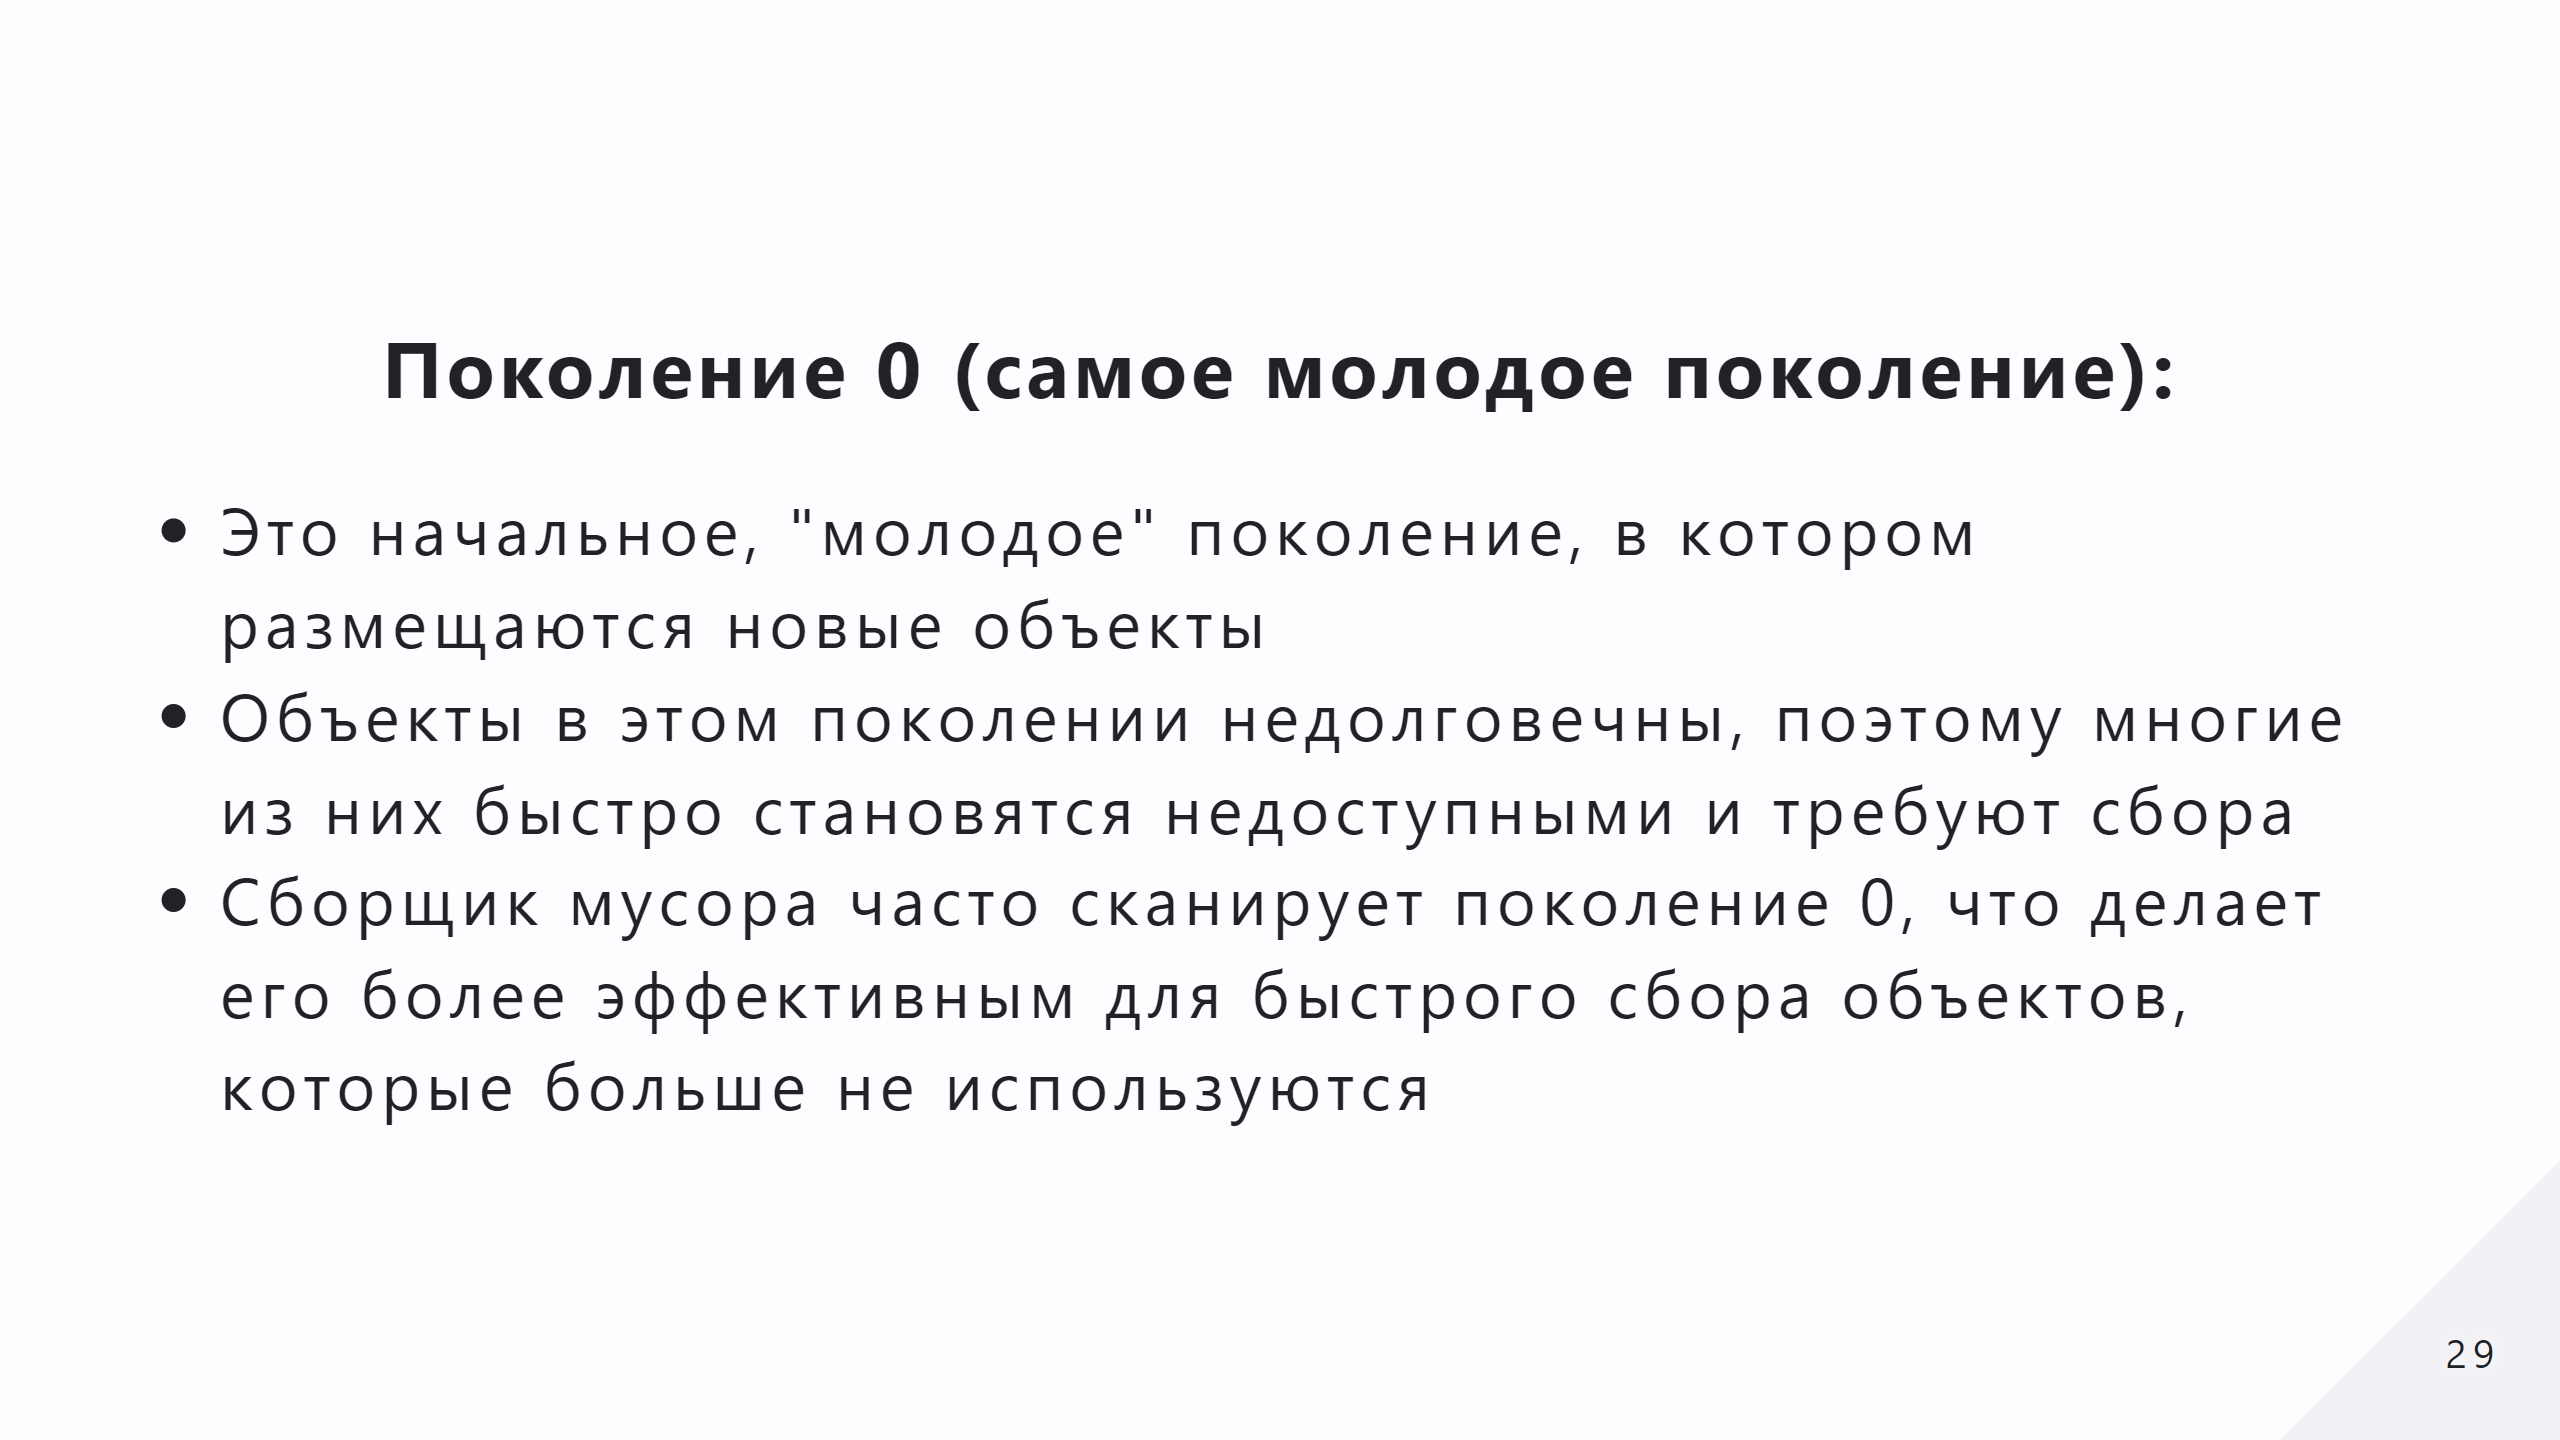 Поколение 0 (самое молодое поколение):
• Это начальное, "молодое" поколение, в котором
размещаются новые объекты
• Объекты в этом поколении недолговечны, поэтому многие
из них быстро становятся недоступными и требуют сбора
• Сборщик мусора часто сканирует поколение 0, что делает
его более эффективным для быстрого сбора объектов,
которые больше не используются
29